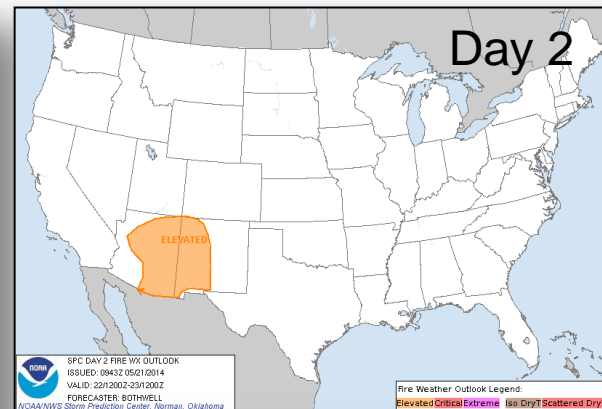 Day 2
ELEVATED
SPC DAY 2 FIRE WX OUTLOOK
ISSUED: 0943Z 05/21/2014
VALID: 22/1200Z-23/1200Z
FORECASTER: BOTHWELL
NOAA/NWS Storm Prediction Center, Norman, Oklahoma
NOAA
Fire Weather Outlook Legend:
Elevated Critical Extreme Iso DryT Scattered Dry